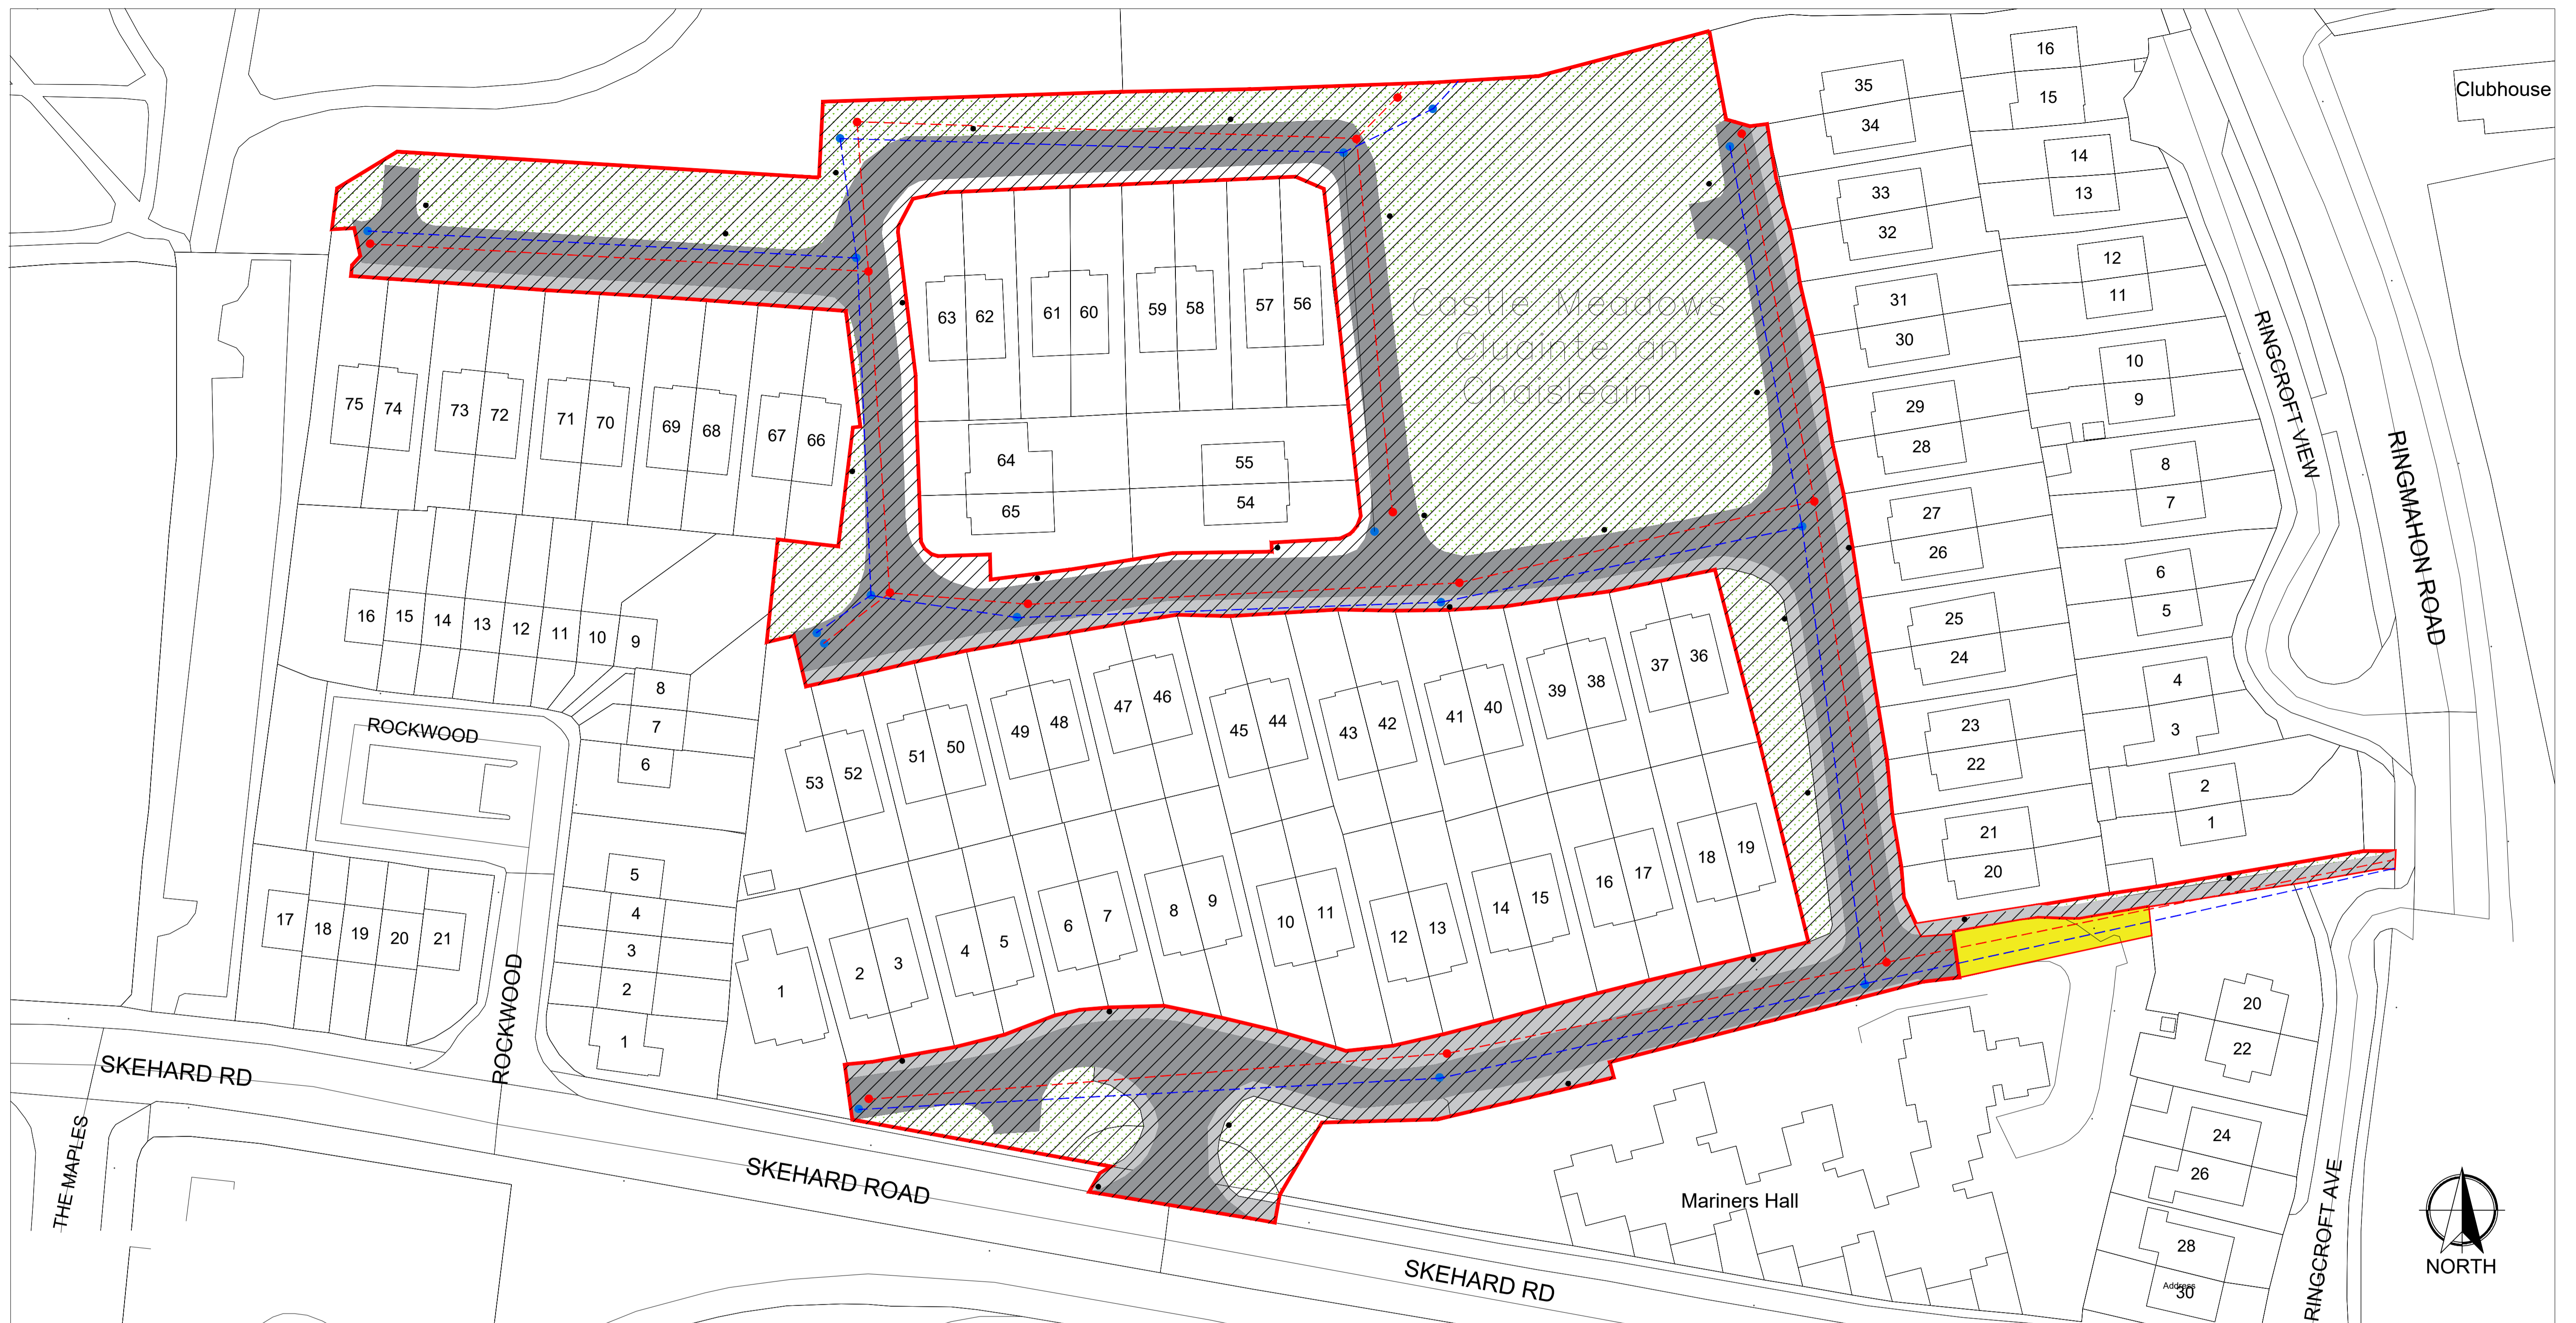 Clubhouse
16
15
14
13
12
11
10
9
8
7
6
5
4
3
2
1
35
34
33
32
31
30
29
28
27
26
25
24
23
22
21
20
RINGCROFT VIEW
RINGMAHON ROAD
Castle Meadows
Cluainte an
Chaisleain
63 62 61 60 59 58 57 56
64
65
55
54
75 74 73 72 71 70 69 68 67 66
16 15 14 13 12 11 10 9
8
7
6
ROCKWOOD
5
4
3
2
1
17 18 19 20 21
ROCKWOOD
53 52 51 50 49 48 47 46 45 44 43 42 41 40 39 38 37 36
1 2 3 4 5 6 7 8 9 10 11 12 13 14 15 16 17 18 19
SKEHARD RD
THE MAPLES
SKEHARD ROAD
SKEHARD RD
Mariners Hall
20
22
24
26
28
Address
30
RINGCROFT AVE
NORTH